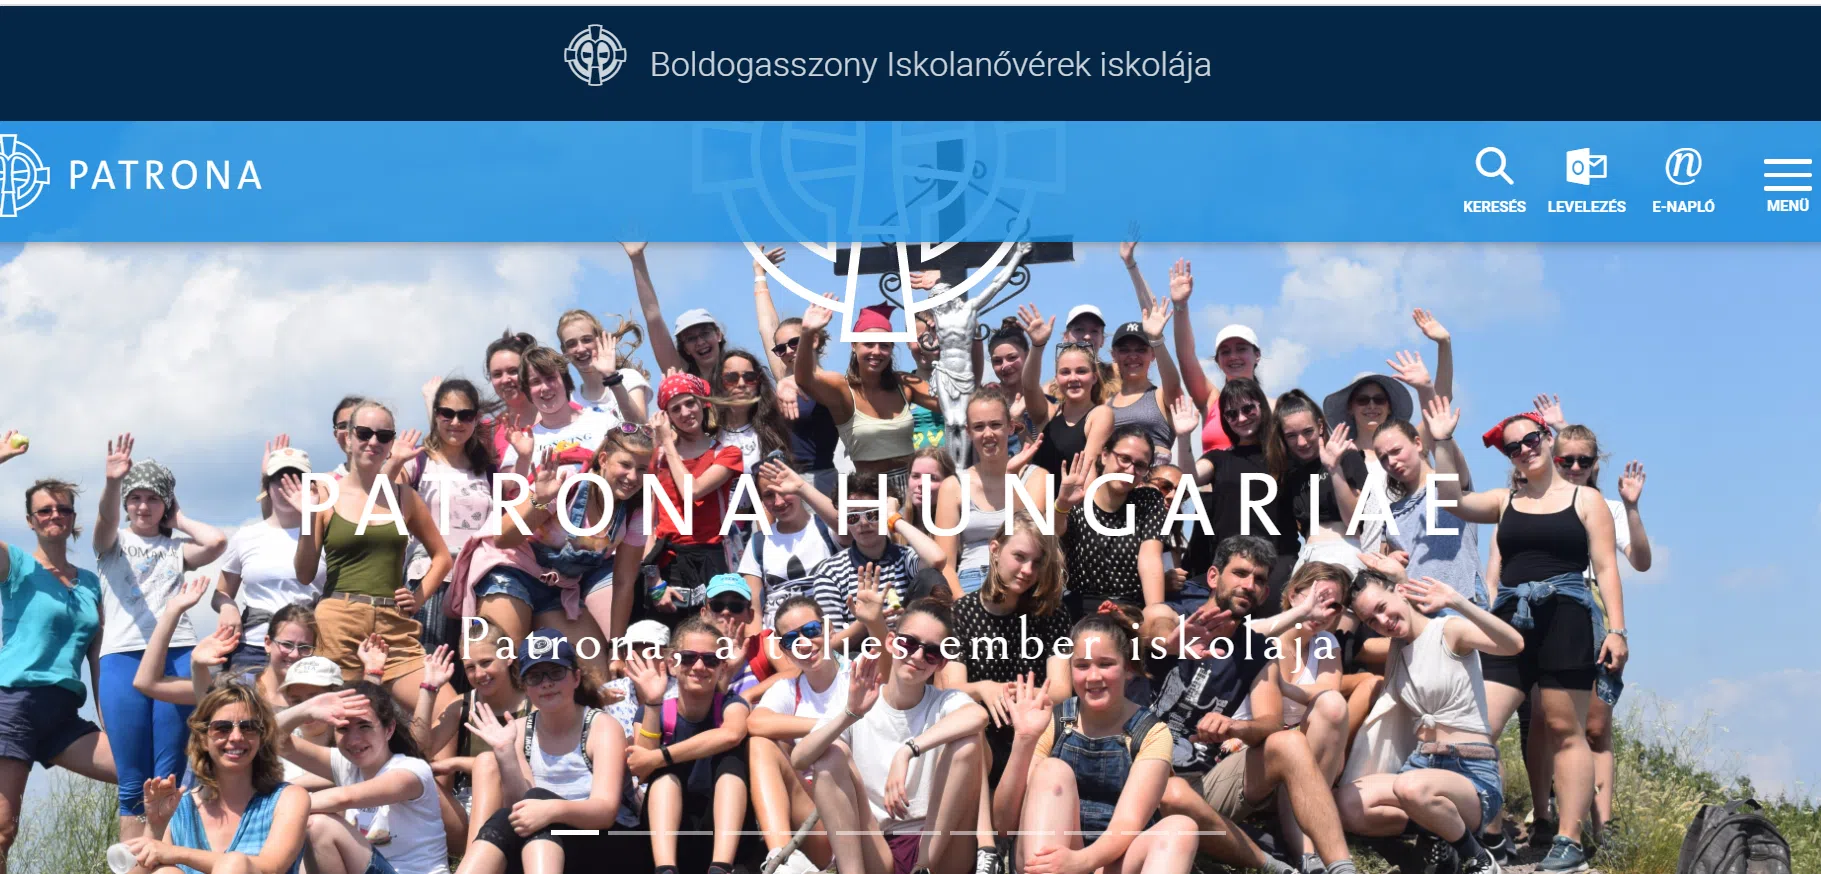 Boldogasszony Iskolanővérek iskolája
PATRONA
KERESÉS
LEVELEZÉS
E-NAPLÓ
MENÜ
PATRONA HUNGARIAE
Patrona, a teljes ember iskolája